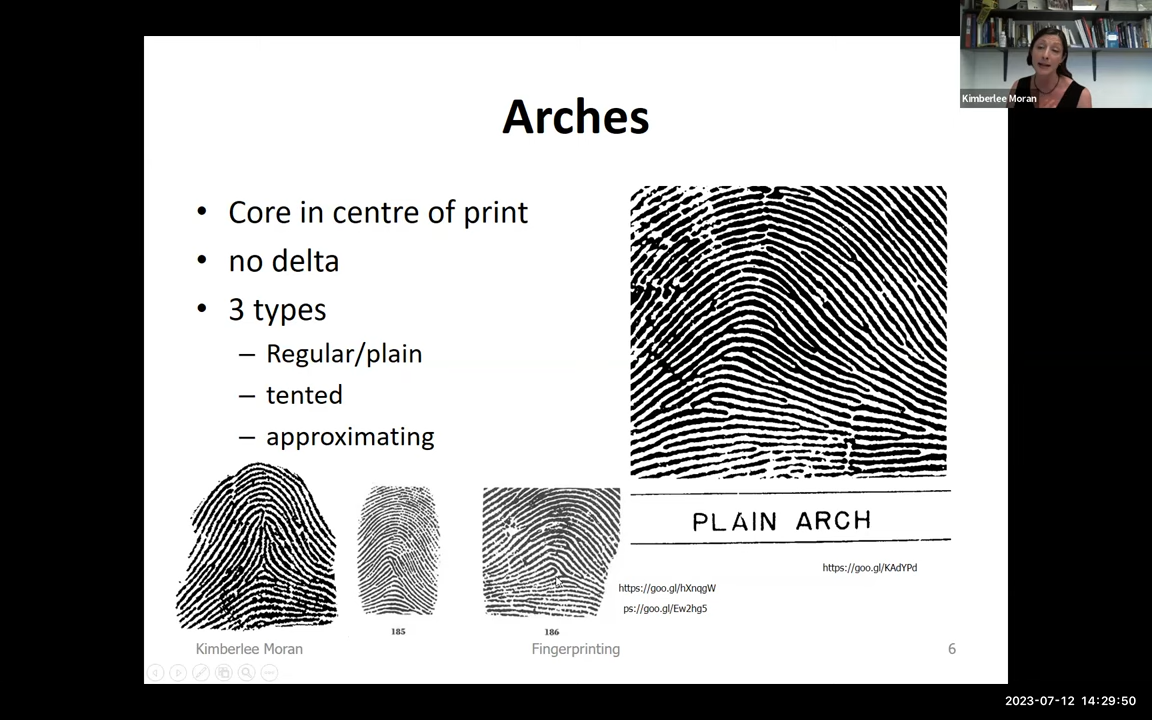 Kimberlee Moran
Arches
• Core in centre of print
• no delta
• 3 types
– Regular/plain
– tented
– approximating
PLAIN ARCH
https://goo.gl/KAdYPd
https://goo.gl/hXnqgW
ps://goo.gl/Ew2hg5
185
186
Kimberlee Moran
Fingerprinting
6
2023-07-12 14:29:50